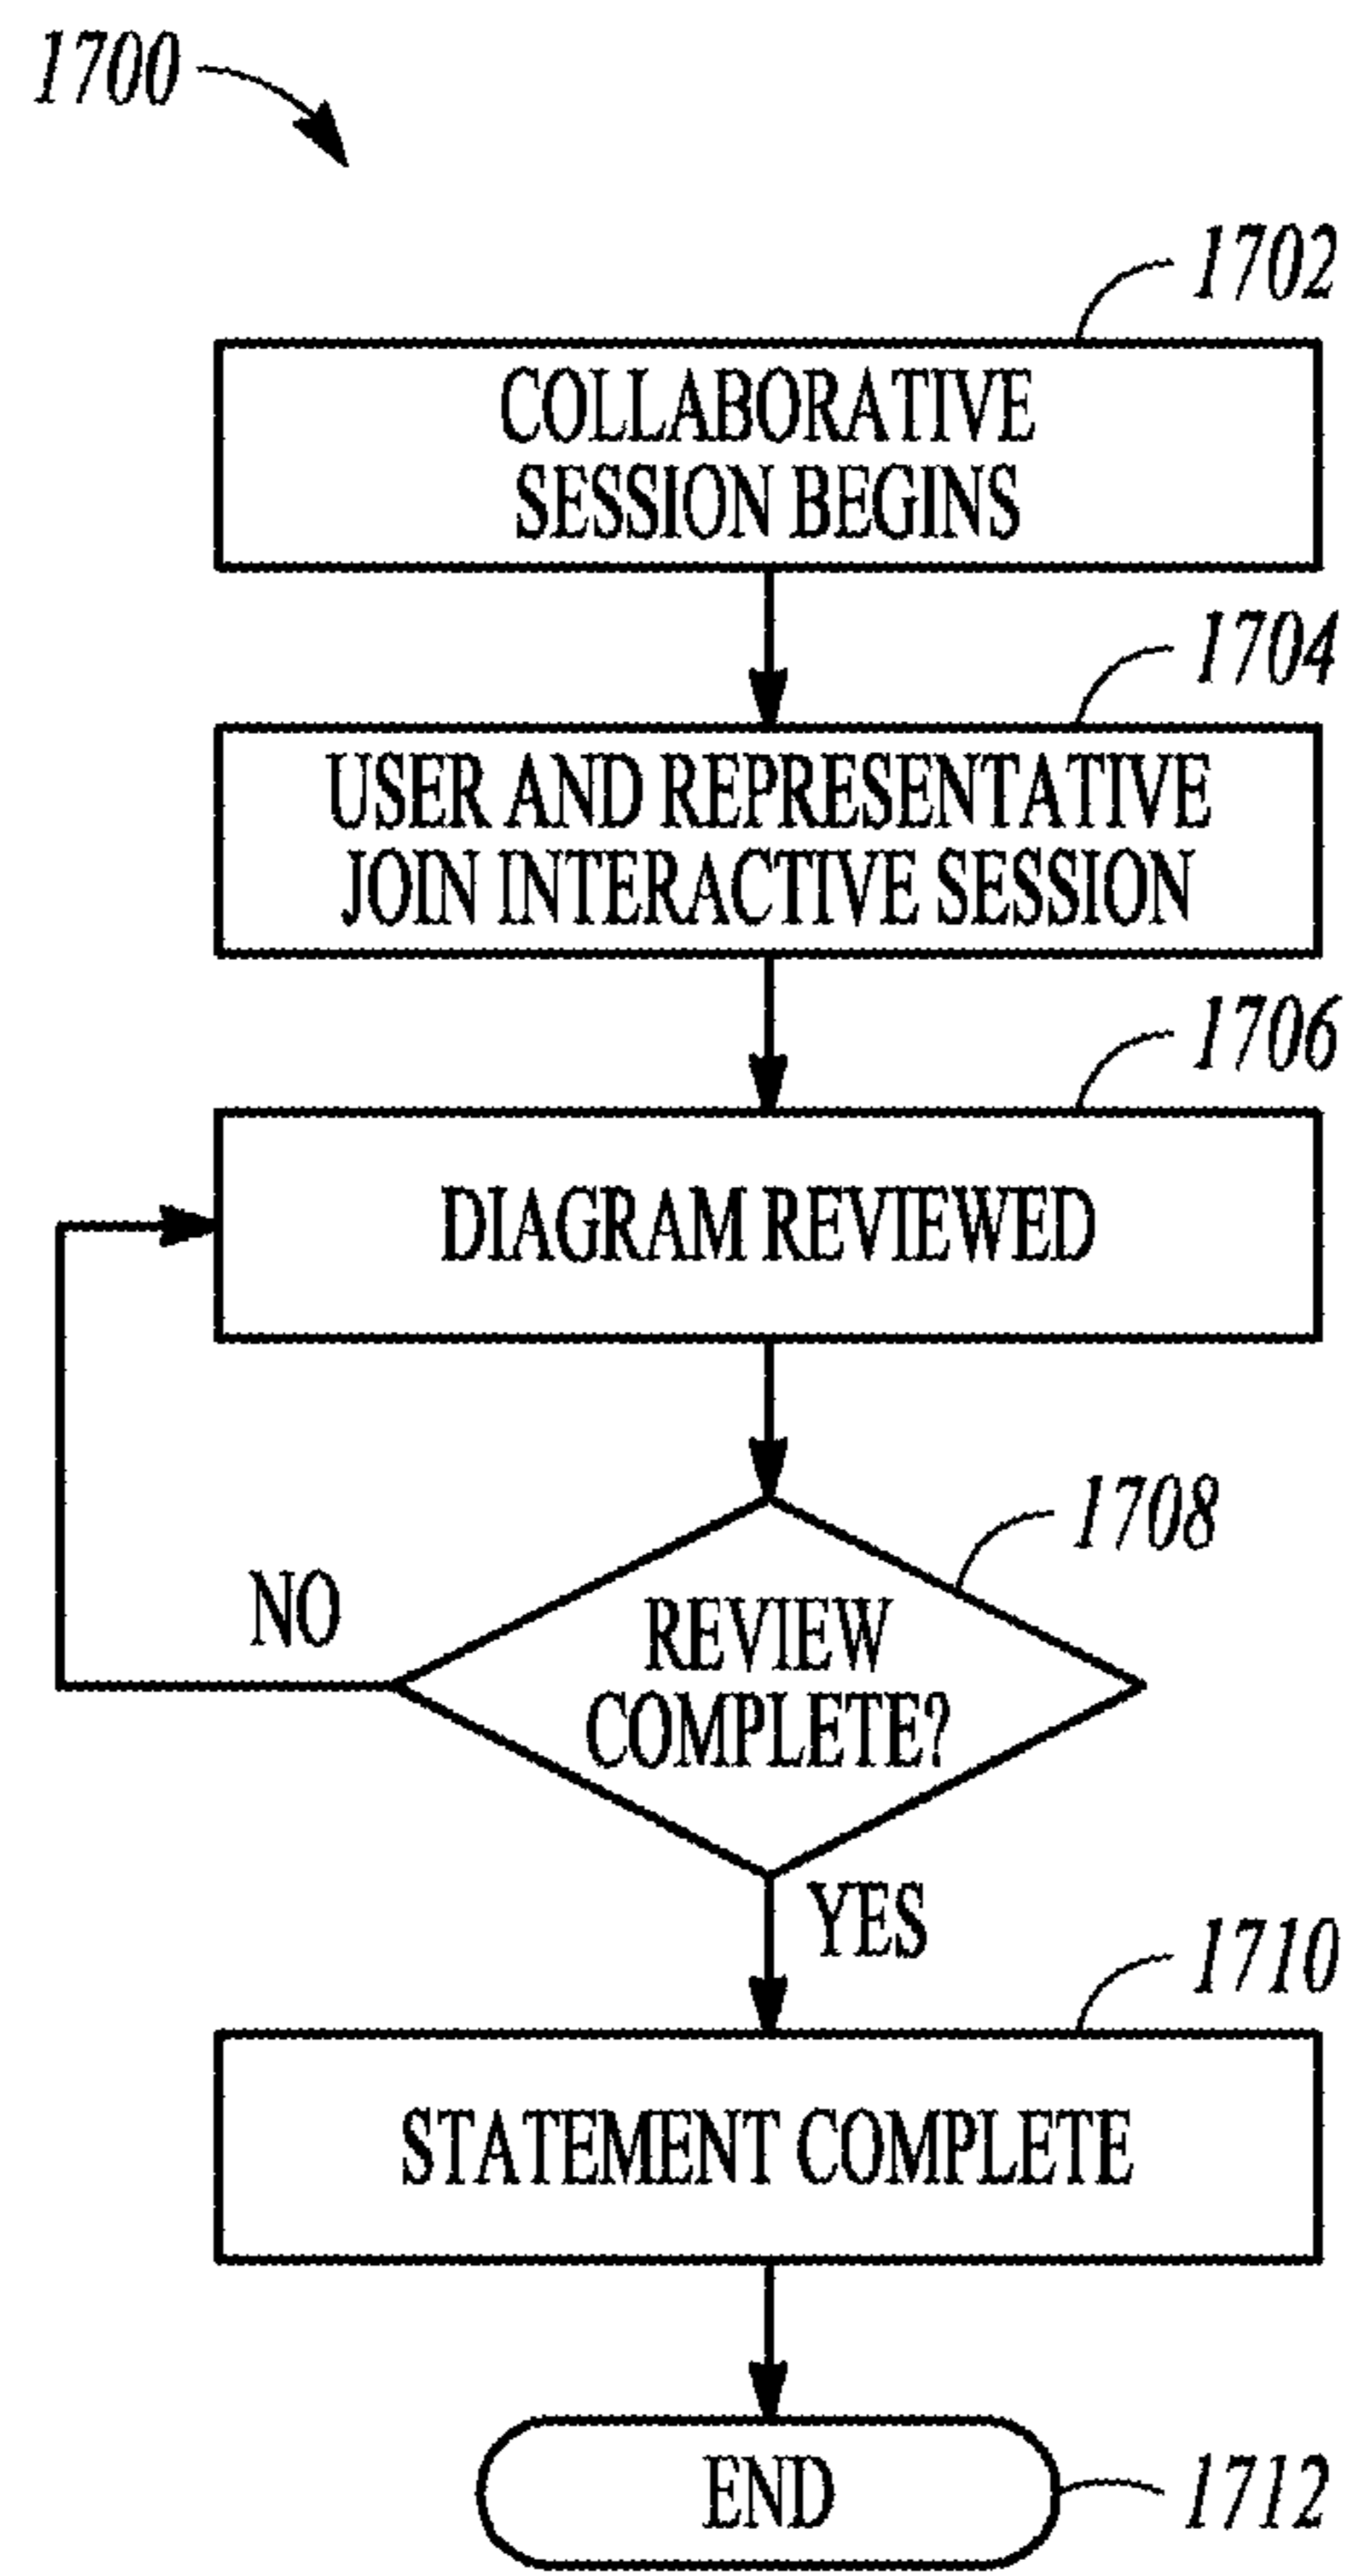 1700
1702
COLLABORATIVE
SESSION BEGINS
1704
USER AND REPRESENTATIVE
JOIN INTERACTIVE SESSION
1706
DIAGRAM REVIEWED
1708
NO
REVIEW
COMPLETE?
YES
1710
STATEMENT COMPLETE
END
1712